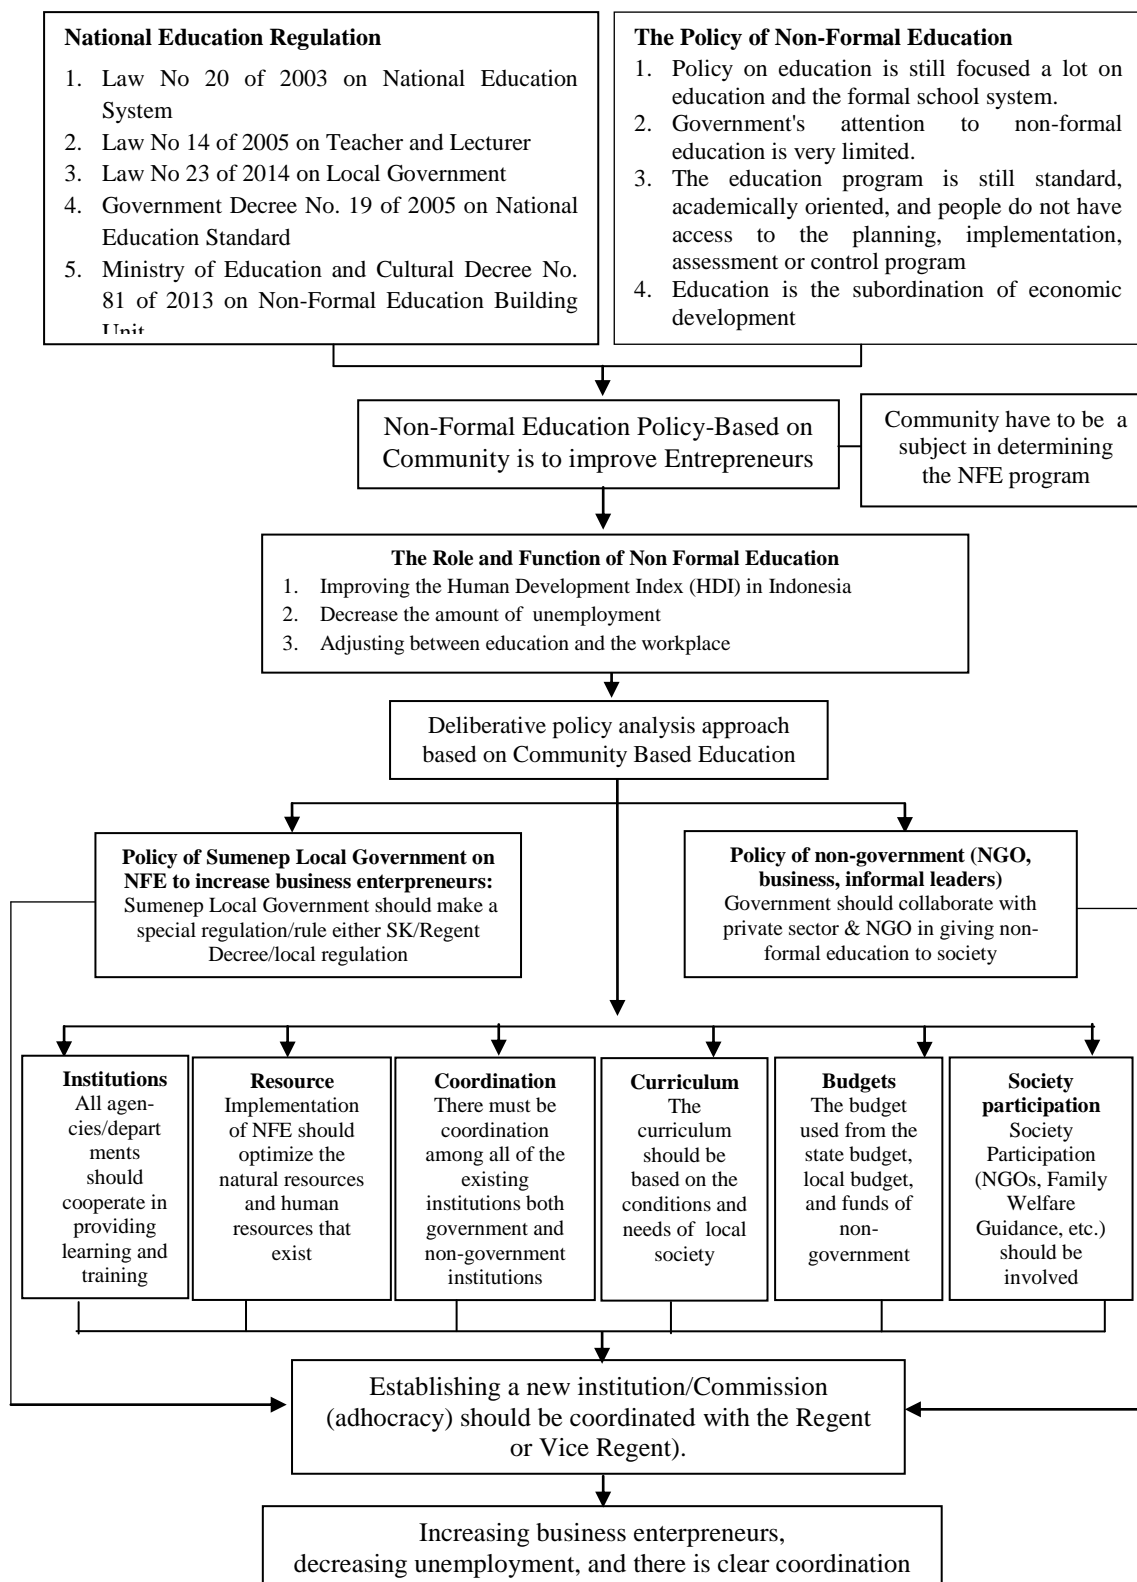 National Education Regulation
1. Law No 20 of 2003 on National Education
System
2. Law No 14 of 2005 on Teacher and Lecturer
3. Law No 23 of 2014 on Local Government
4. Government Decree No. 19 of 2005 on National
Education Standard
5. Ministry of Education and Cultural Decree No.
81 of 2013 on Non-Formal Education Building
Unit
The Policy of Non-Formal Education
1. Policy on education is still focused a lot on
education and the formal school system.
2. Government's attention to non-formal
education is very limited.
3. The education program is still standard,
academically oriented, and people do not have
access to the planning, implementation,
assessment or control program
4. Education is the subordination of economic
development
Non-Formal Education Policy-Based on
Community is to improve Entrepreneurs
Community have to be a
subject in determining
the NFE program
The Role and Function of Non Formal Education
1. Improving the Human Development Index (HDI) in Indonesia
2. Decrease the amount of unemployment
3. Adjusting between education and the workplace
Deliberative policy analysis approach
based on Community Based Education
Policy of Sumenep Local Government on
NFE to increase business enterpreneurs:
Sumenep Local Government should make a
special regulation/rule either SK/Regent
Decree/local regulation
Policy of non-government (NGO,
business, informal leaders)
Government should collaborate with
private sector & NGO in giving non-
formal education to society
Institutions
All agen-
cies/depart
ments
should
cooperate in
providing
learning and
training
Resource
Implementation
of NFE should
optimize the
natural resources
and human
resources that
exist
Coordination
There must be
coordination
among all of the
existing
institutions both
government and
non-government
institutions
Curriculum
The
curriculum
should be
based on the
conditions and
needs of local
society
Budgets
The budget
used from the
state budget,
local budget,
and funds of
non-
government
Society
participation
Society
Participation
(NGOs, Family
Welfare
Guidance, etc.)
should be
involved
Establishing a new institution/Commission
(adhocracy) should be coordinated with the Regent
or Vice Regent).
Increasing business enterpreneurs,
decreasing unemployment, and there is clear coordination